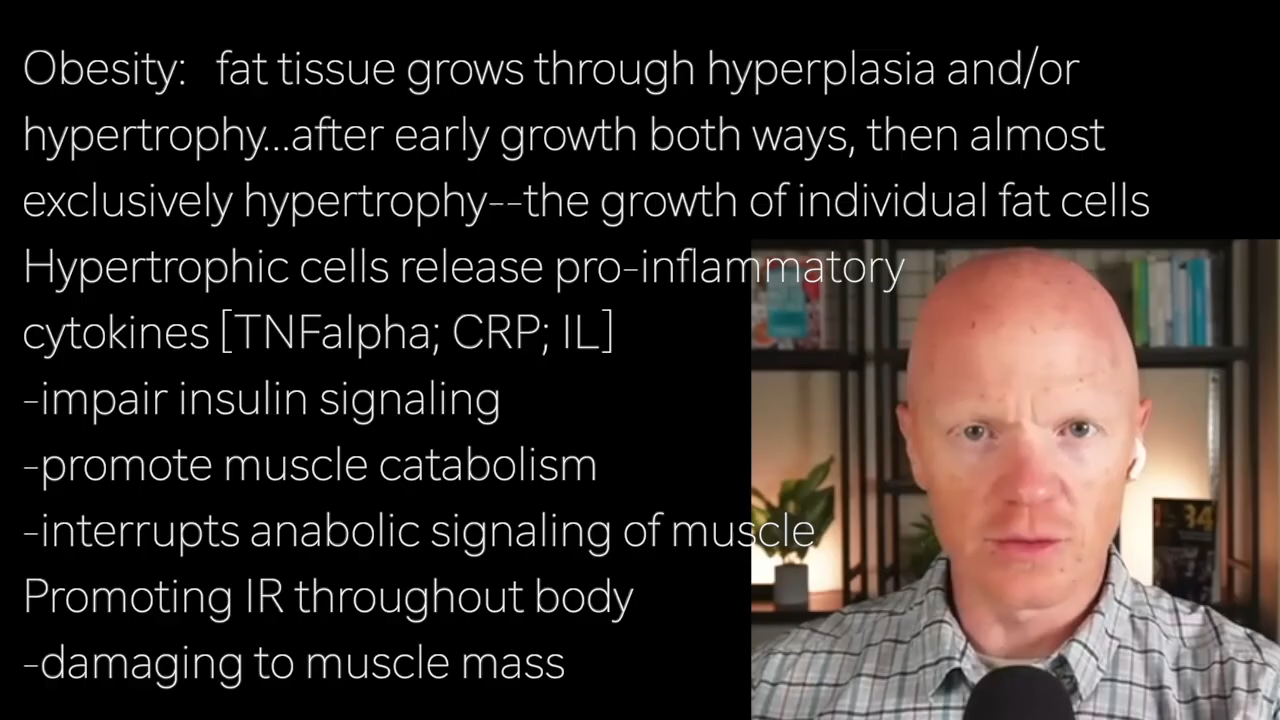 Obesity: fat tissue grows through hyperplasia and/or
hypertrophy...after early growth both ways, then almost
exclusively hypertrophy--the growth of individual fat cells
Hypertrophic cells release pro-inflammatory
cytokines [TNFalpha; CRP; IL]
-impair insulin signaling
-promote muscle catabolism
-interrupts anabolic signaling of muscle
Promoting IR throughout body
-damaging to muscle mass